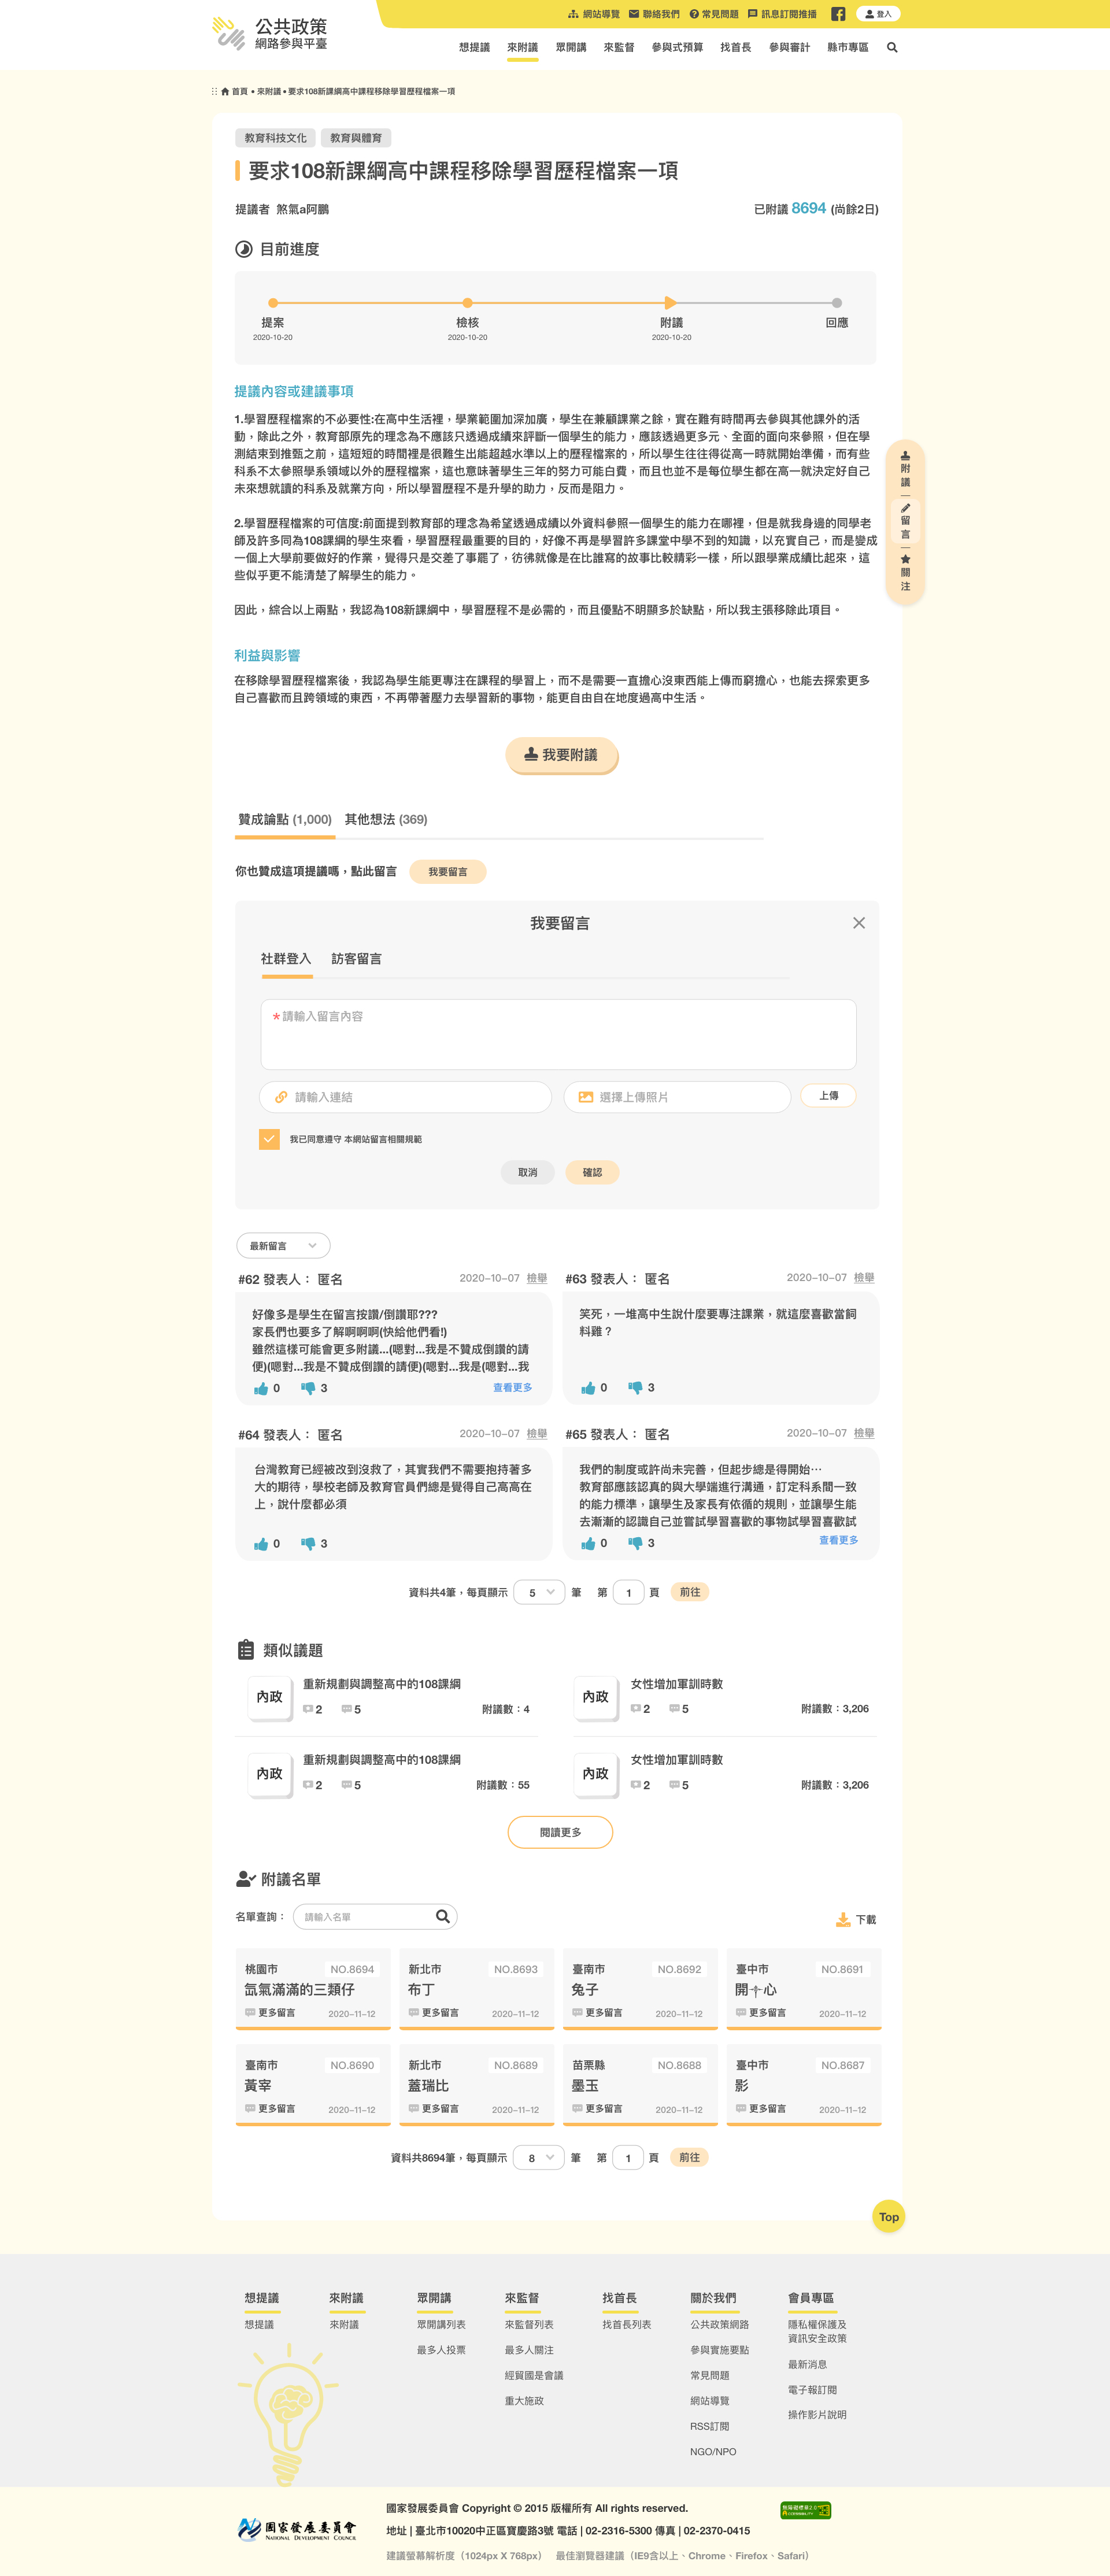 公共政策
網路參與平臺
網站導覽 聯絡我們 常見問題 訊息訂閱推播 登入
想提議 來附議 眾開講 來監督 參與式預算 找首長 參與審計 縣市專區
首頁 • 來附議 • 要求108新課綱高中課程移除學習歷程檔案一項
教育科技文化 教育與體育
要求108新課綱高中課程移除學習歷程檔案一項
提議者 煞氣a阿鵬 已附議 8694 (尚餘2日)
目前進度
提案 檢核 附議 回應
2020-10-20 2020-10-20 2020-10-20
提議內容或建議事項
1.學習歷程檔案的不必要性:在高中生活裡，學業範圍加深加廣，學生在兼顧課業之餘，實在難有時間再去參與其他課外的活
動，除此之外，教育部原先的理念為不應該只透過成績來評斷一個學生的能力，應該透過更多元、全面的面向來參照，但在學
測結束到推甄之前，這短短的時間裡是很難生出能超越水準以上的歷程檔案的，所以學生往往得從高一時就開始準備，而有些
科系不太參照學系領域以外的歷程檔案，這也意味著學生三年的努力可能白費，而且也並不是每位學生都在高一就決定好自己
未來想就讀的科系及就業方向，所以學習歷程不是升學的助力，反而是阻力。
2.學習歷程檔案的可信度:前面提到教育部的理念為希望透過成績以外資料參照一個學生的能力在哪裡，但是就我身邊的同學老
師及許多同為108課綱的學生來看，學習歷程最重要的目的，好像不再是學習許多課堂中學不到的知識，以充實自己，而是變成
一個上大學前要做好的作業，覺得只是交差了事罷了，彷彿就像是在比誰寫的故事比較精彩一樣，所以跟學業成績比起來，這
些似乎更不能清楚了解學生的能力。
因此，綜合以上兩點，我認為108新課綱中，學習歷程不是必需的，而且優點不明顯多於缺點，所以我主張移除此項目。
附議
留言
關注
利益與影響
在移除學習歷程檔案後，我認為學生能更專注在課程的學習上，而不是需要一直擔心沒東西能上傳而窮擔心，也能去探索更多
自己喜歡而且跨領域的東西，不再帶著壓力去學習新的事物，能更自由自在地度過高中生活。
我要附議
贊成論點 (1,000) 其他想法 (369)
你也贊成這項提議嗎，點此留言 我要留言
我要留言
社群登入 訪客留言
*請輸入留言內容
請輸入連結 選擇上傳照片 上傳
我已同意遵守 本網站留言相關規範
取消 確認
最新留言
#62 發表人： 匿名 2020-10-07 檢舉
好像多是學生在留言按讚/倒讚耶???
家長們也要多了解啊啊啊(快給他們看!)
雖然這樣可能會更多附議...(嗯對...我是不贊成倒讚的請
便)(嗯對...我是不贊成倒讚的請便)(嗯對...我是(嗯對...我
0 3 查看更多
#63 發表人： 匿名 2020-10-07 檢舉
笑死，一堆高中生說什麼要專注課業，就這麼喜歡當飼
料雞？
0 3
#64 發表人： 匿名 2020-10-07 檢舉
台灣教育已經被改到沒救了，其實我們不需要抱持著多
大的期待，學校老師及教育官員們總是覺得自己高高在
上，說什麼都必須
0 3
#65 發表人： 匿名 2020-10-07 檢舉
我們的制度或許尚未完善，但起步總是得開始⋯
教育部應該認真的與大學端進行溝通，訂定科系間一致
的能力標準，讓學生及家長有依循的規則，並讓學生能
去漸漸的認識自己並嘗試學習喜歡的事物試學習喜歡試
0 3 查看更多
資料共4筆，每頁顯示 5 筆 第 1 頁 前往
類似議題
內政 重新規劃與調整高中的108課綱
2 5 附議數：4
內政 女性增加軍訓時數
2 5 附議數：3,206
內政 重新規劃與調整高中的108課綱
2 5 附議數：55
內政 女性增加軍訓時數
2 5 附議數：3,206
閱讀更多
附議名單
名單查詢： 請輸入名單 下載
桃園市 NO.8694 新北市 NO.8693 臺南市 NO.8692 臺中市 NO.8691
氙氣滿滿的三類仔 布丁 兔子 開╬心
更多留言 2020-11-12 更多留言 2020-11-12 更多留言 2020-11-12 更多留言 2020-11-12
臺南市 NO.8690 新北市 NO.8689 苗栗縣 NO.8688 臺中市 NO.8687
黃宰 蓋瑞比 墨玉 影
更多留言 2020-11-12 更多留言 2020-11-12 更多留言 2020-11-12 更多留言 2020-11-12
資料共8694筆，每頁顯示 8 筆 第 1 頁 前往
Top
想提議 來附議 眾開講 來監督 找首長 關於我們 會員專區
想提議 來附議 眾開講列表 來監督列表 找首長列表 公共政策網路 隱私權保護及
資訊安全政策
最多人投票 最多人關注 參與實施要點 最新消息
經貿國是會議 常見問題 電子報訂閱
重大施政 網站導覽 操作影片說明
RSS訂閱
NGO/NPO
國家發展委員會
NATIONAL DEVELOPMENT COUNCIL
國家發展委員會 Copyright © 2015 版權所有 All rights reserved.
地址 | 臺北市10020中正區寶慶路3號 電話 | 02-2316-5300 傳真 | 02-2370-0415
建議螢幕解析度（1024px X 768px） 最佳瀏覽器建議（IE9含以上、Chrome、Firefox、Safari）